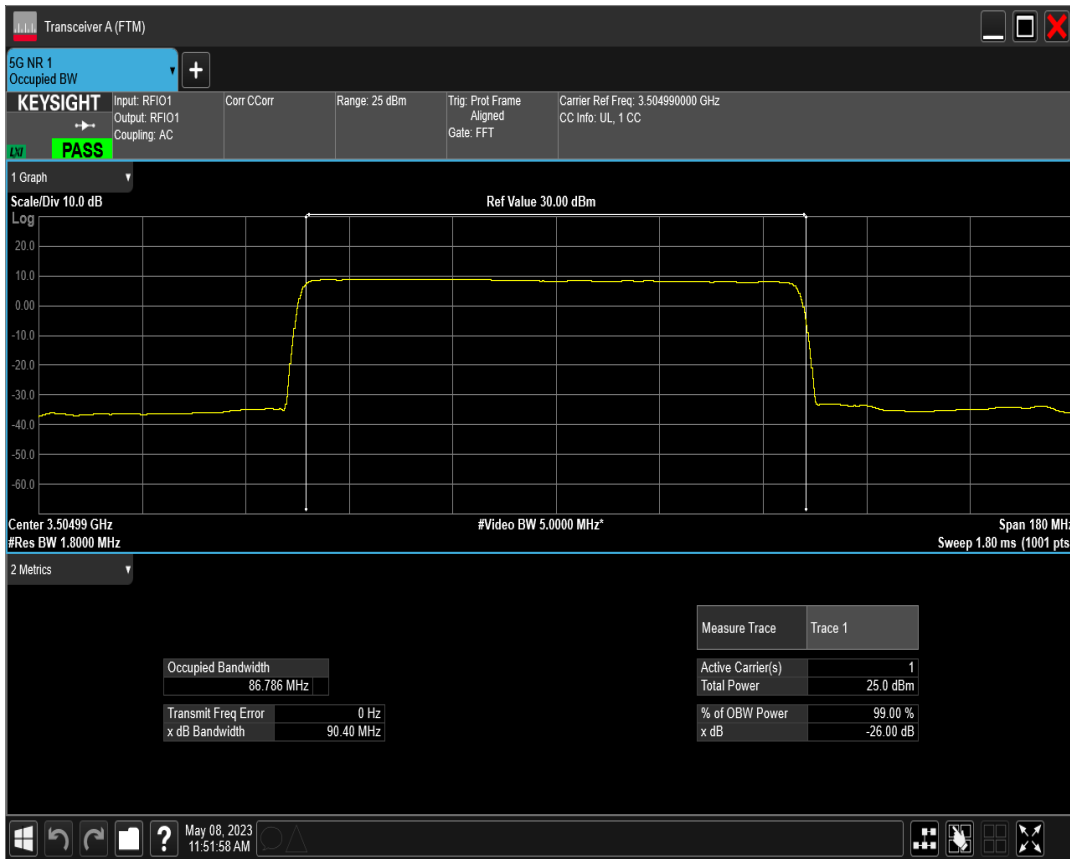 Transceiver A (FTM)
5G NR 1
Occupied BW
+
KEYSIGHT
LXI
PASS
Input: RFIO1
Output: RFIO1
Coupling: AC
Corr CCorr
Range: 25 dBm
Trig: Prot Frame
Aligned
Gate: FFT
Carrier Ref Freq: 3.504990000 GHz
CC Info: UL, 1 CC
1 Graph
Scale/Div 10.0 dB
Ref Value 30.00 dBm
Log
20.0
10.0
0.00
-10.0
-20.0
-30.0
-40.0
-50.0
-60.0
Center 3.50499 GHz
#Video BW 5.0000 MHz*
Span 180 MHz
#Res BW 1.8000 MHz
Sweep 1.80 ms (1001 pts
2 Metrics
Measure Trace Trace 1
Occupied Bandwidth
86.786 MHz
Active Carrier(s) 1
Total Power 25.0 dBm
Transmit Freq Error 0 Hz
x dB Bandwidth 90.40 MHz
% of OBW Power 99.00 %
x dB -26.00 dB
?
May 08, 2023
11:51:58 AM